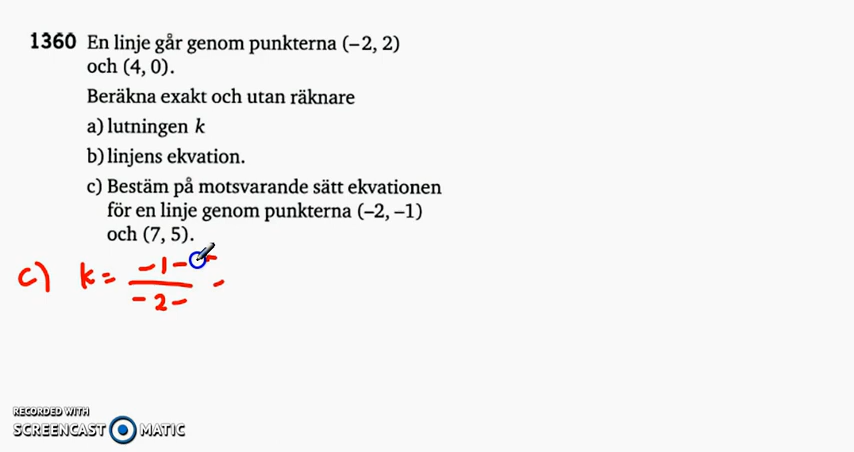 1360 En linje går genom punkterna (−2, 2)
och (4, 0).
Beräkna exakt och utan räknare
a) lutningen k
b) linjens ekvation.
c) Bestäm på motsvarande sätt ekvationen
för en linje genom punkterna (−2, −1)
och (7, 5).
c) k = −1− / −2− =
RECORDED WITH
SCREENCAST MATIC